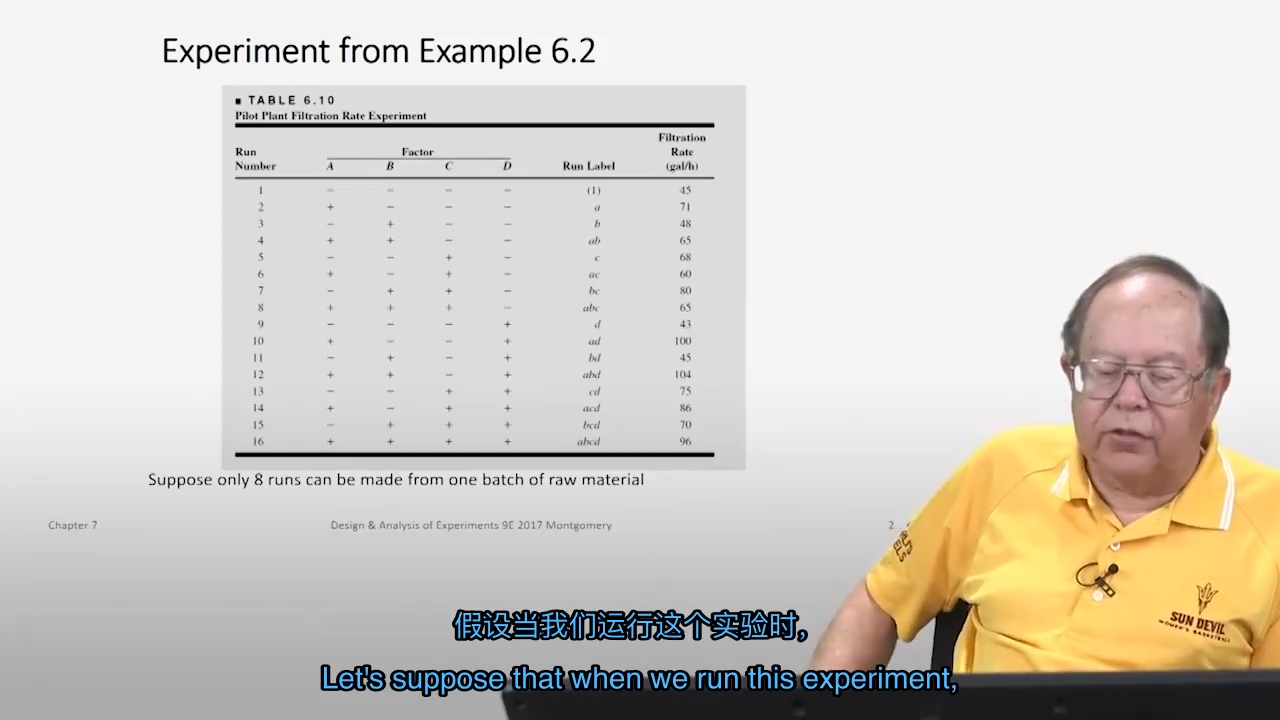 Experiment from Example 6.2
■ TABLE 6.10
Pilot Plant Filtration Rate Experiment
Filtration
Run Factor Rate
Number A B C D Run Label (gal/h)
1 − − − − (1) 45
2 + − − − a 71
3 − + − − b 48
4 + + − − ab 65
5 − − + − c 68
6 + − + − ac 60
7 − + + − bc 80
8 + + + − abc 65
9 − − − + d 43
10 + − − + ad 100
11 − + − + bd 45
12 + + − + abd 104
13 − − + + cd 75
14 + − + + acd 86
15 − + + + bcd 70
16 + + + + abcd 96
Suppose only 8 runs can be made from one batch of raw material
Chapter 7 Design & Analysis of Experiments 9E 2017 Montgomery 2
SUN DEVIL
WOMEN'S BASKETBALL
假设当我们运行这个实验时,
Let's suppose that when we run this experiment,